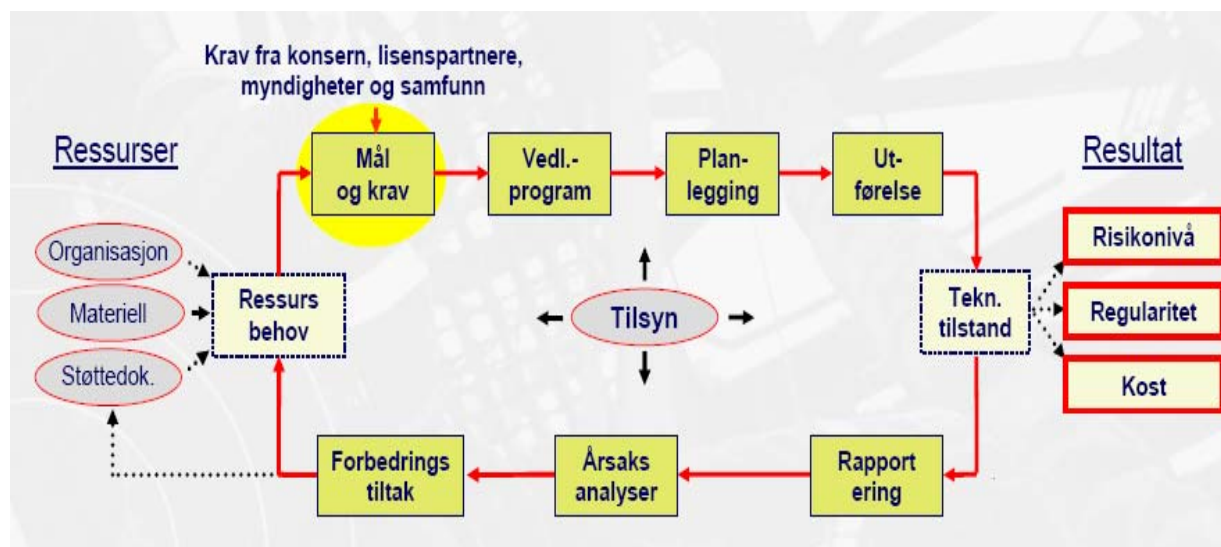 Krav fra konsern, lisenspartnere,
myndigheter og samfunn
Ressurser
Resultat
Mål
og krav
Vedl.-
program
Plan-
legging
Ut-
førelse
Organisasjon
Materiell
Støttedok.
Ressurs
behov
Tilsyn
Tekn.
tilstand
Risikonivå
Regularitet
Kost
Forbedrings
tiltak
Årsaks
analyser
Rapport
ering